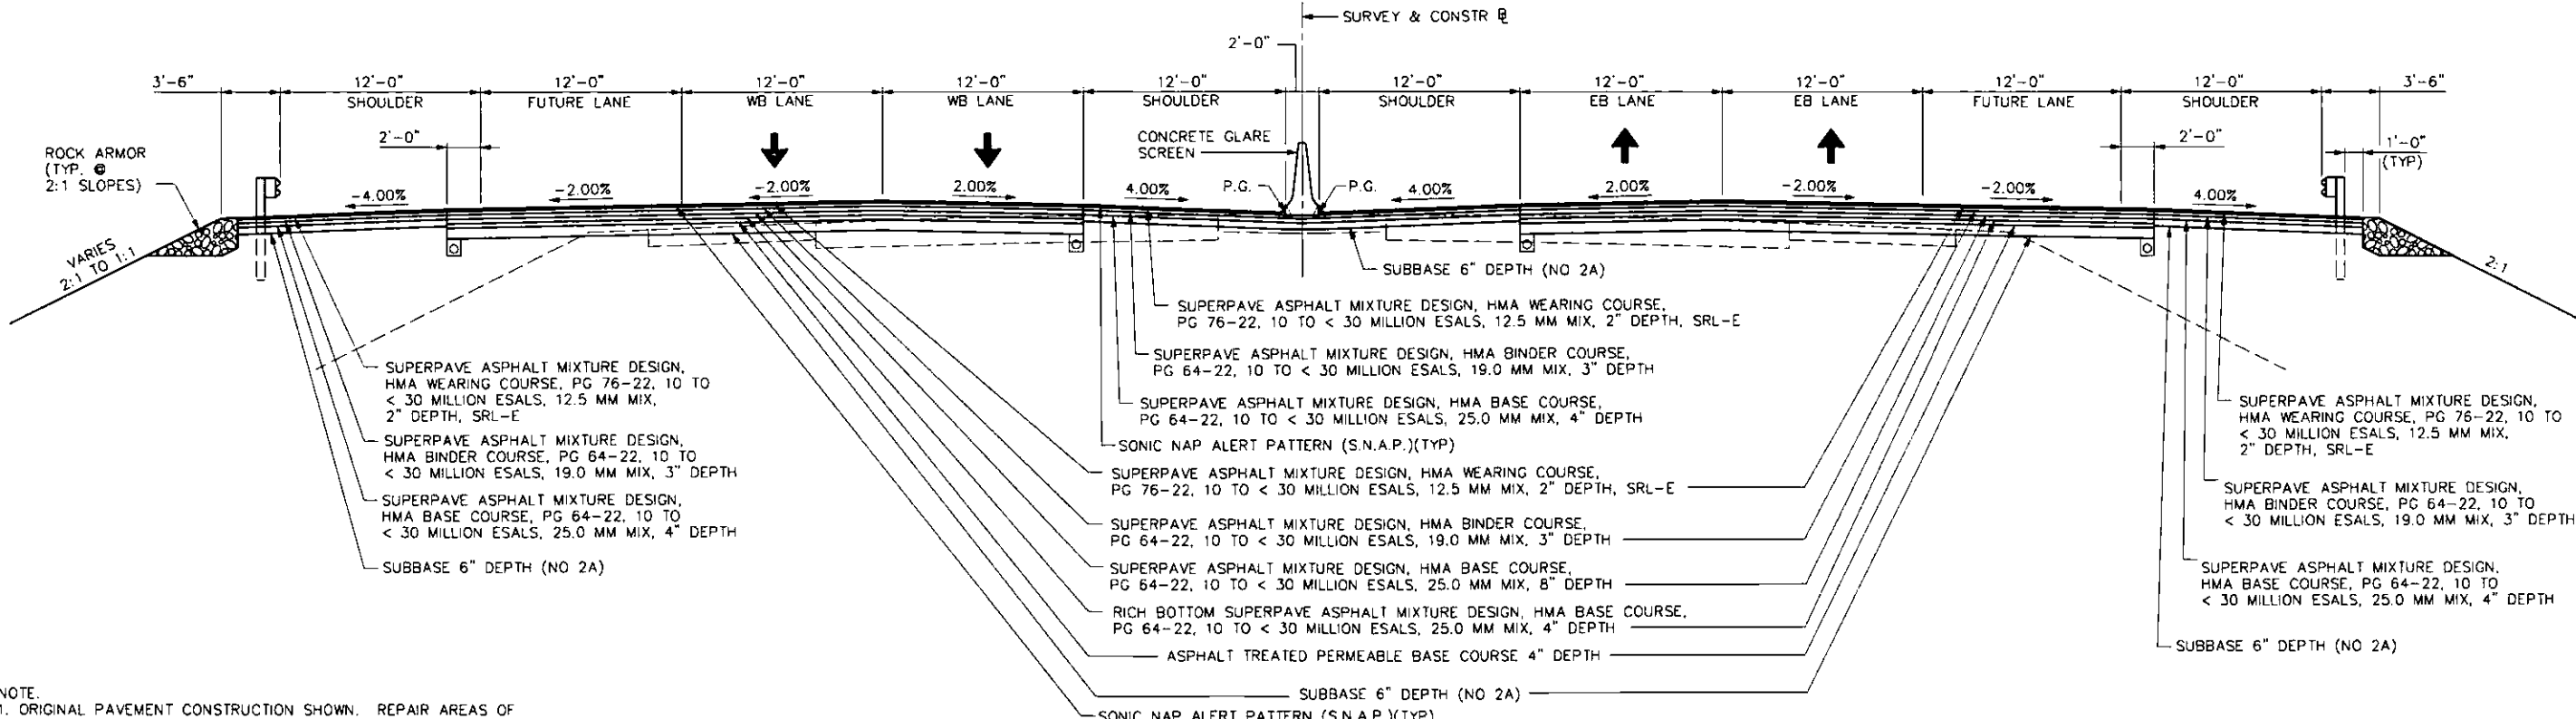 SURVEY & CONSTR ⅊
2'-0"
3'-6" 12'-0" 12'-0" 12'-0" 12'-0" 12'-0" 12'-0" 12'-0" 12'-0" 12'-0" 12'-0" 3'-6"
SHOULDER FUTURE LANE WB LANE WB LANE SHOULDER SHOULDER EB LANE EB LANE FUTURE LANE SHOULDER
ROCK ARMOR
(TYP. @
2:1 SLOPES)
2'-0"
CONCRETE GLARE
SCREEN
2'-0"
1'-0"
(TYP)
P.G. P.G.
-4.00% -2.00% -2.00% 2.00% 4.00% 4.00% 2.00% -2.00% -2.00% 4.00%
VARIES
2:1 TO 1:1
2:1
SUBBASE 6" DEPTH (NO 2A)
SUPERPAVE ASPHALT MIXTURE DESIGN, HMA WEARING COURSE,
PG 76-22, 10 TO < 30 MILLION ESALS, 12.5 MM MIX, 2" DEPTH, SRL-E
SUPERPAVE ASPHALT MIXTURE DESIGN, HMA BINDER COURSE,
PG 64-22, 10 TO < 30 MILLION ESALS, 19.0 MM MIX, 3" DEPTH
SUPERPAVE ASPHALT MIXTURE DESIGN, HMA BASE COURSE,
PG 64-22, 10 TO < 30 MILLION ESALS, 25.0 MM MIX, 4" DEPTH
SONIC NAP ALERT PATTERN (S.N.A.P.)(TYP)
SUPERPAVE ASPHALT MIXTURE DESIGN,
HMA WEARING COURSE, PG 76-22, 10 TO
< 30 MILLION ESALS, 12.5 MM MIX,
2" DEPTH, SRL-E
SUPERPAVE ASPHALT MIXTURE DESIGN,
HMA BINDER COURSE, PG 64-22, 10 TO
< 30 MILLION ESALS, 19.0 MM MIX, 3" DEPTH
SUPERPAVE ASPHALT MIXTURE DESIGN,
HMA BASE COURSE, PG 64-22, 10 TO
< 30 MILLION ESALS, 25.0 MM MIX, 4" DEPTH
SUBBASE 6" DEPTH (NO 2A)
SUPERPAVE ASPHALT MIXTURE DESIGN, HMA WEARING COURSE,
PG 76-22, 10 TO < 30 MILLION ESALS, 12.5 MM MIX, 2" DEPTH, SRL-E
SUPERPAVE ASPHALT MIXTURE DESIGN, HMA BINDER COURSE,
PG 64-22, 10 TO < 30 MILLION ESALS, 19.0 MM MIX, 3" DEPTH
SUPERPAVE ASPHALT MIXTURE DESIGN, HMA BASE COURSE,
PG 64-22, 10 TO < 30 MILLION ESALS, 25.0 MM MIX, 8" DEPTH
RICH BOTTOM SUPERPAVE ASPHALT MIXTURE DESIGN, HMA BASE COURSE,
PG 64-22, 10 TO < 30 MILLION ESALS, 25.0 MM MIX, 4" DEPTH
ASPHALT TREATED PERMEABLE BASE COURSE 4" DEPTH
SUBBASE 6" DEPTH (NO 2A)
SONIC NAP ALERT PATTERN (S.N.A.P.)(TYP)
SUPERPAVE ASPHALT MIXTURE DESIGN,
HMA WEARING COURSE, PG 76-22, 10 TO
< 30 MILLION ESALS, 12.5 MM MIX,
2" DEPTH, SRL-E
SUPERPAVE ASPHALT MIXTURE DESIGN,
HMA BINDER COURSE, PG 64-22, 10 TO
< 30 MILLION ESALS, 19.0 MM MIX, 3" DEPTH
SUPERPAVE ASPHALT MIXTURE DESIGN,
HMA BASE COURSE, PG 64-22, 10 TO
< 30 MILLION ESALS, 25.0 MM MIX, 4" DEPTH
SUBBASE 6" DEPTH (NO 2A)
NOTE.
1. ORIGINAL PAVEMENT CONSTRUCTION SHOWN. REPAIR AREAS OF